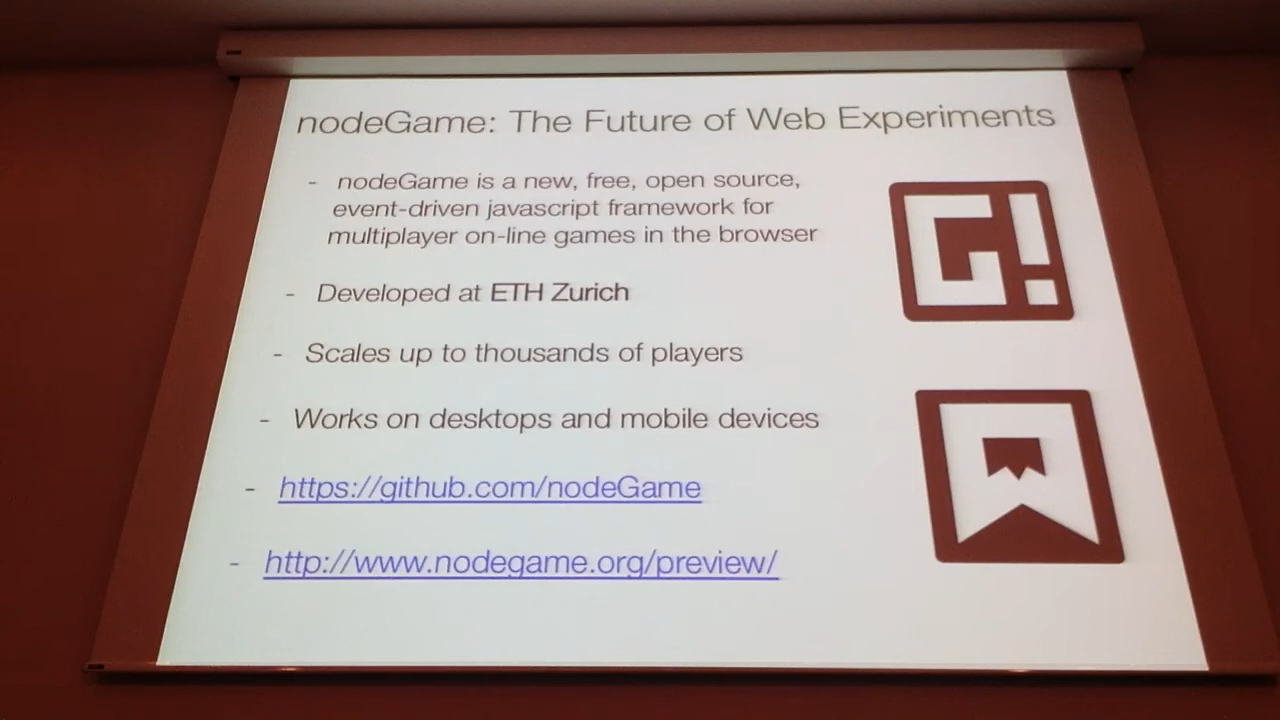 nodeGame: The Future of Web Experiments
- nodeGame is a new, free, open source,
event-driven javascript framework for
multiplayer on-line games in the browser
- Developed at ETH Zurich
- Scales up to thousands of players
- Works on desktops and mobile devices
- https://github.com/nodeGame
- http://www.nodegame.org/preview/
G!